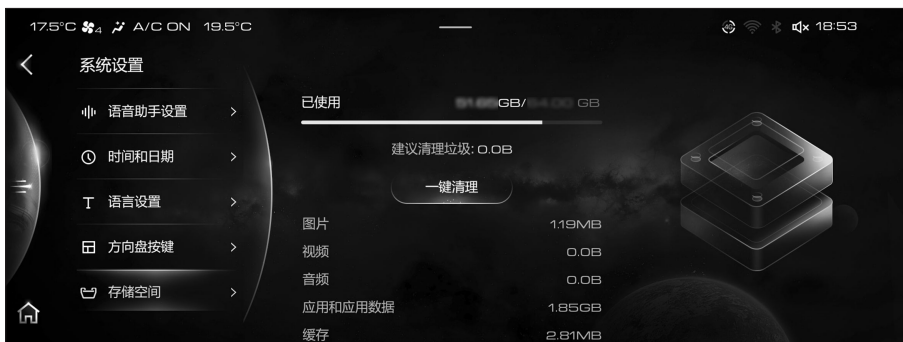 17.5°C 4 A/C ON 19.5°C
4G 18:53
系统设置
语音助手设置
时间和日期
语言设置
方向盘按键
存储空间
已使用 GB/ GB
建议清理垃圾: 0.0B
一键清理
图片 1.19MB
视频 0.0B
音频 0.0B
应用和应用数据 1.85GB
缓存 2.81MB